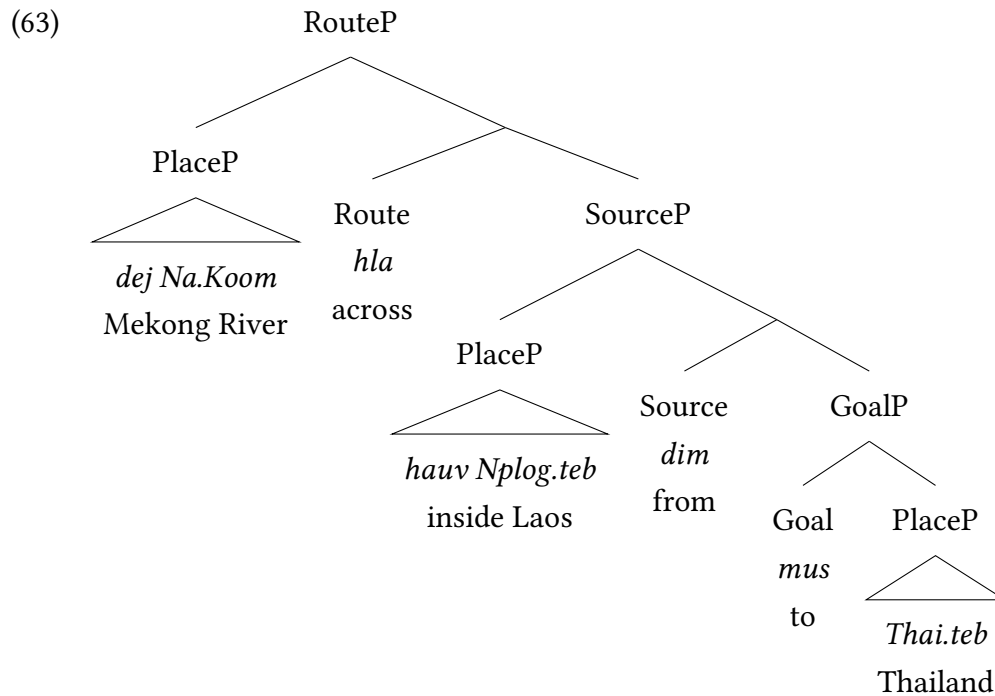 (63)
RouteP
PlaceP
dej Na.Koom
Mekong River
Route
hla
across
SourceP
PlaceP
hauv Nplog.teb
inside Laos
Source
dim
from
GoalP
Goal
mus
to
PlaceP
Thai.teb
Thailand